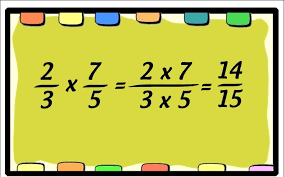 2/3 x 7/5 = 2 x 7/3 x 5 = 14/15